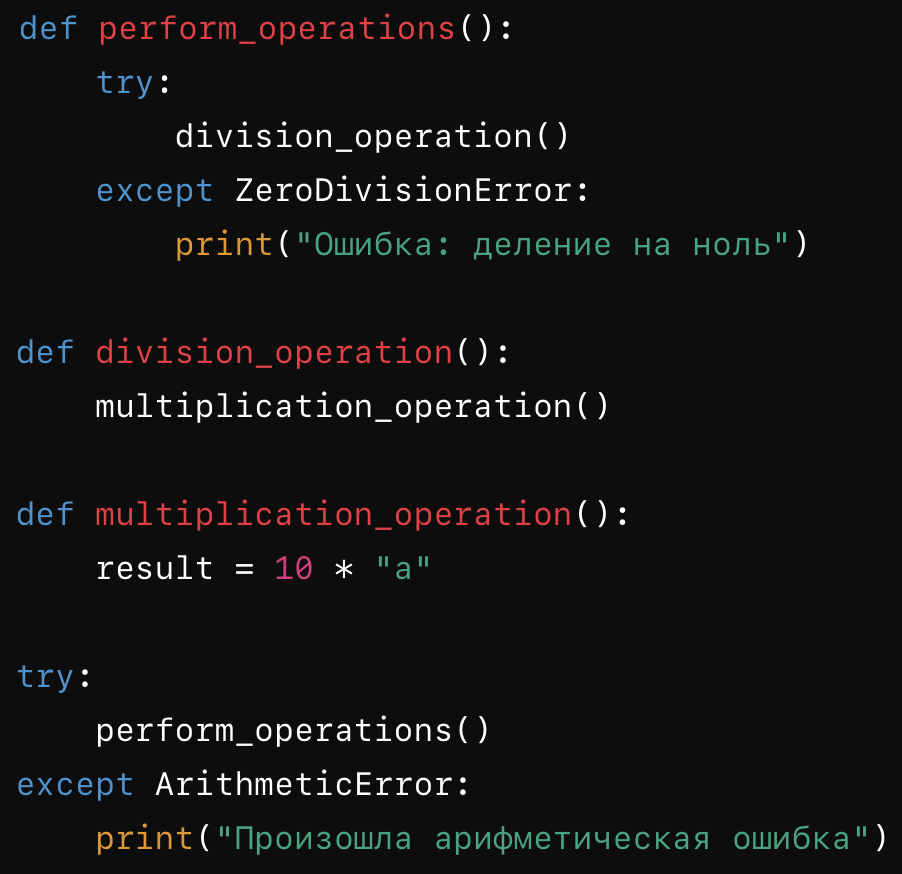 def perform_operations():
    try:
        division_operation()
    except ZeroDivisionError:
        print("Ошибка: деление на ноль")

def division_operation():
    multiplication_operation()

def multiplication_operation():
    result = 10 * "a"

try:
    perform_operations()
except ArithmeticError:
    print("Произошла арифметическая ошибка")